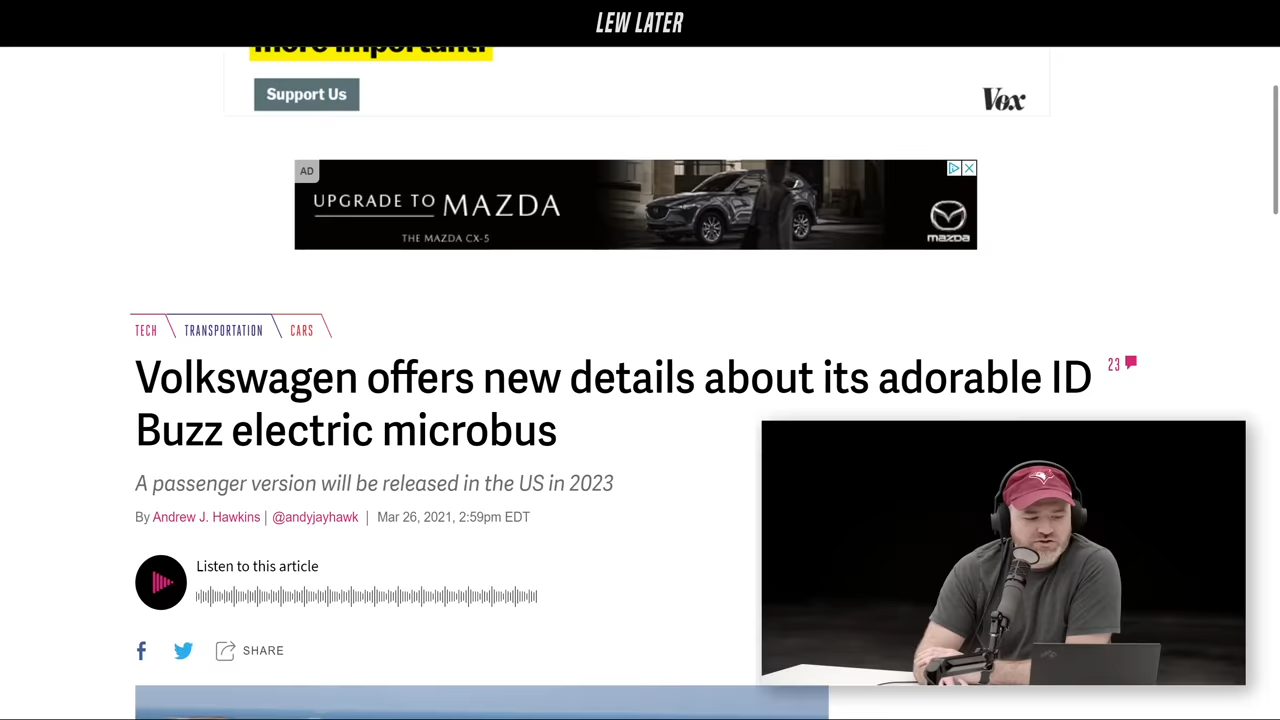 LEW LATER
more important.
Support Us
Vox
AD
UPGRADE TO MAZDA
THE MAZDA CX-5
mazda
TECH
TRANSPORTATION
CARS
Volkswagen offers new details about its adorable ID
Buzz electric microbus
23
A passenger version will be released in the US in 2023
By Andrew J. Hawkins | @andyjayhawk | Mar 26, 2021, 2:59pm EDT
Listen to this article
SHARE